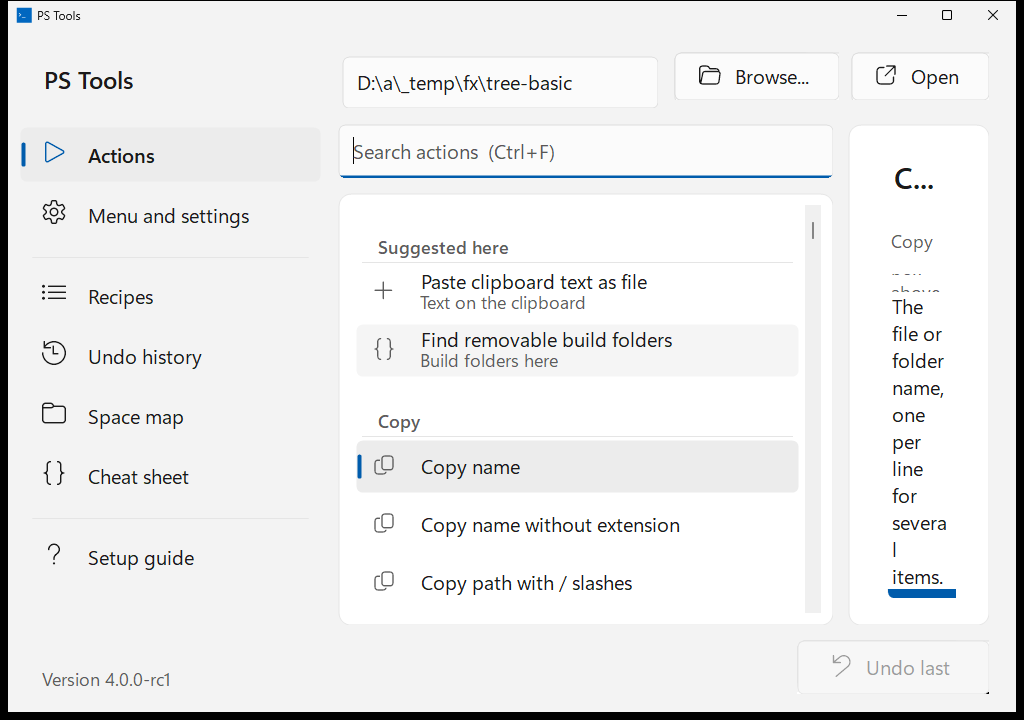 PS Tools
PS Tools
D:\a\_temp\fx\tree-basic
Browse...
Open
Actions
Menu and settings
Recipes
Undo history
Space map
Cheat sheet
Setup guide
Version 4.0.0-rc1
Search actions (Ctrl+F)
Suggested here
Paste clipboard text as file
Text on the clipboard
{ }
Find removable build folders
Build folders here
Copy
Copy name
Copy name without extension
Copy path with / slashes
C...
Copy
The
file or
folder
name,
one
per
line
for
severa
l
items.
Undo last